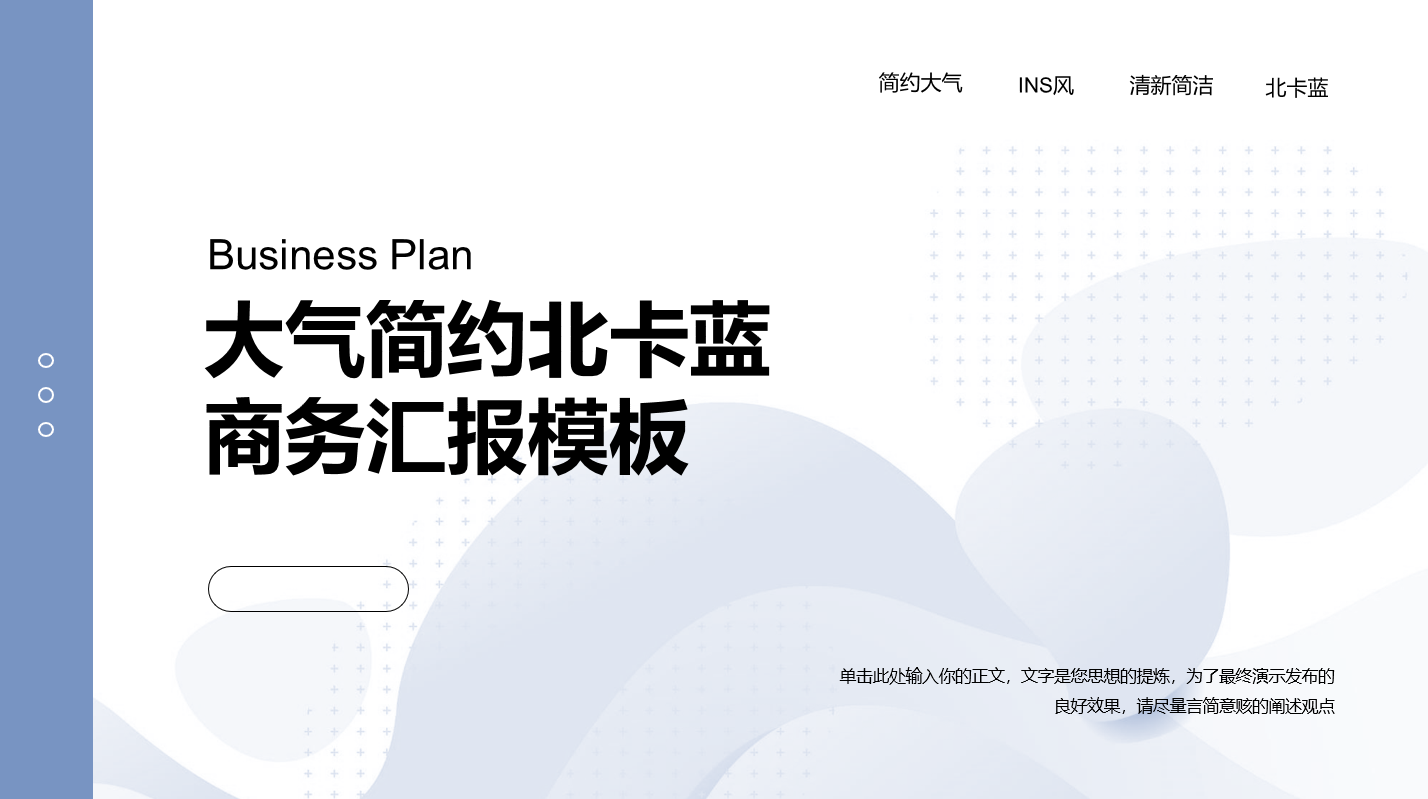 简约大气 INS风 清新简洁 北卡蓝
Business Plan
大气简约北卡蓝
商务汇报模板
单击此处输入你的正文，文字是您思想的提炼，为了最终演示发布的
良好效果，请尽量言简意赅的阐述观点